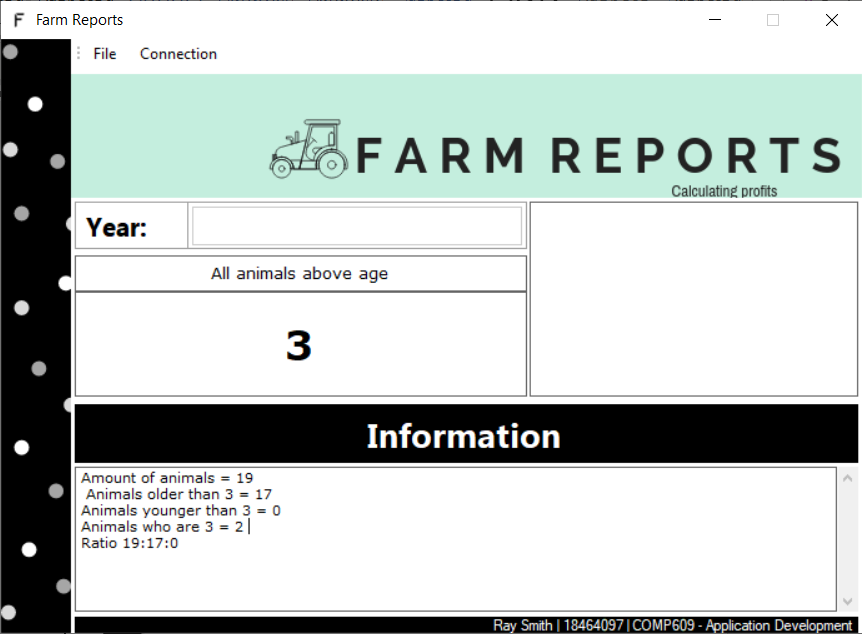 F Farm Reports
File Connection
FARM REPORTS
Calculating profits
Year:
All animals above age
3
Information
Amount of animals = 19
Animals older than 3 = 17
Animals younger than 3 = 0
Animals who are 3 = 2
Ratio 19:17:0
Ray Smith | 18464097 | COMP609 - Application Development